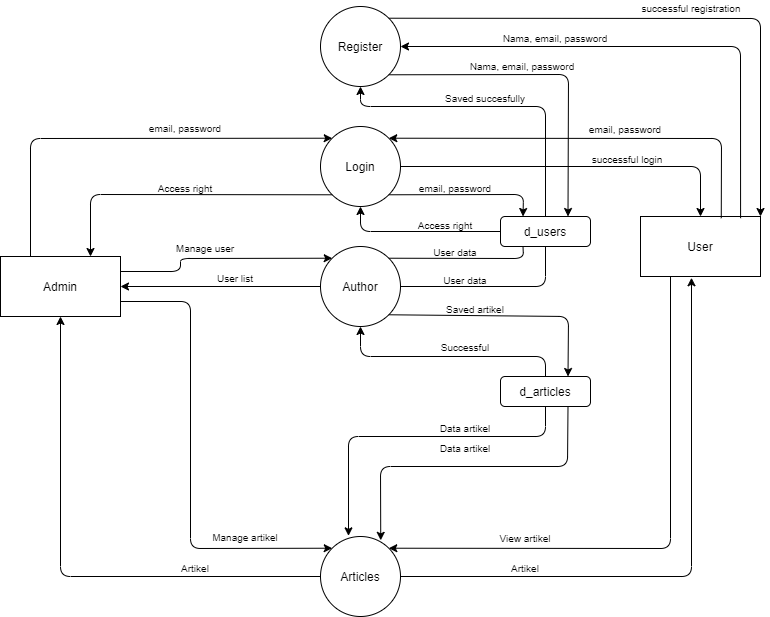 successful registration
Register
Nama, email, password
Nama, email, password
Saved succesfully
email, password
email, password
Login
successful login
Access right
email, password
Access right
d_users
User
Manage user
User data
Admin
User list
Author
User data
Saved artikel
Successful
d_articles
Data artikel
Data artikel
Manage artikel
View artikel
Artikel
Articles
Artikel